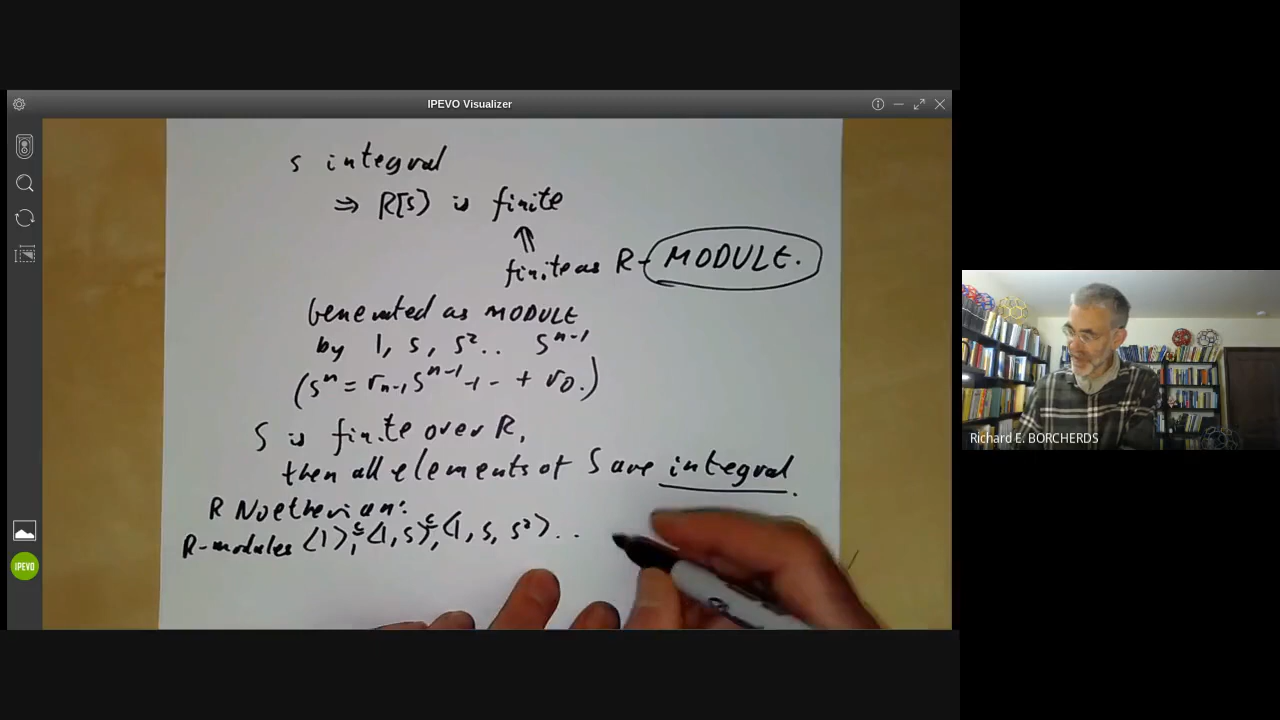 IPEVO Visualizer
s integral
⇒ R[s] is finite
⇑
finite as R-MODULE.
Generated as MODULE
by 1, s, s².. sⁿ⁻¹
(sⁿ = rₙ₋₁sⁿ⁻¹ + - + r₀.)
S is finite over R,
then all elements of S are integral.
R Noetherian:
R-modules ⟨1⟩, ⊆ ⟨1, s⟩, ⊆ ⟨1, s, s²⟩...
IPEVO
Richard E. BORCHERDS